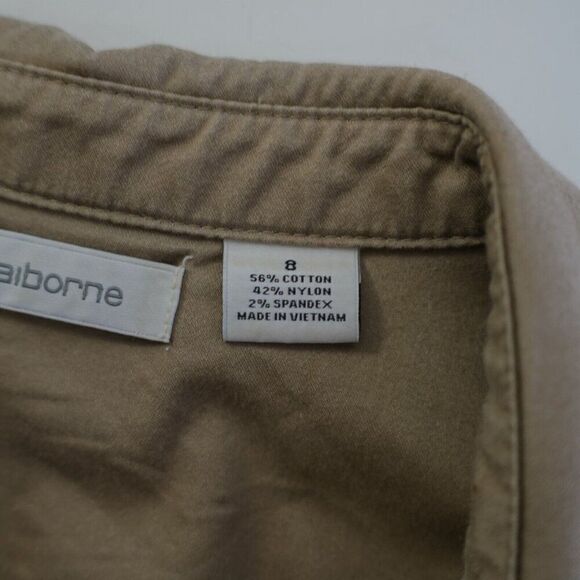 aiborne
8
56% COTTON
42% NYLON
2% SPANDEX
MADE IN VIETNAM